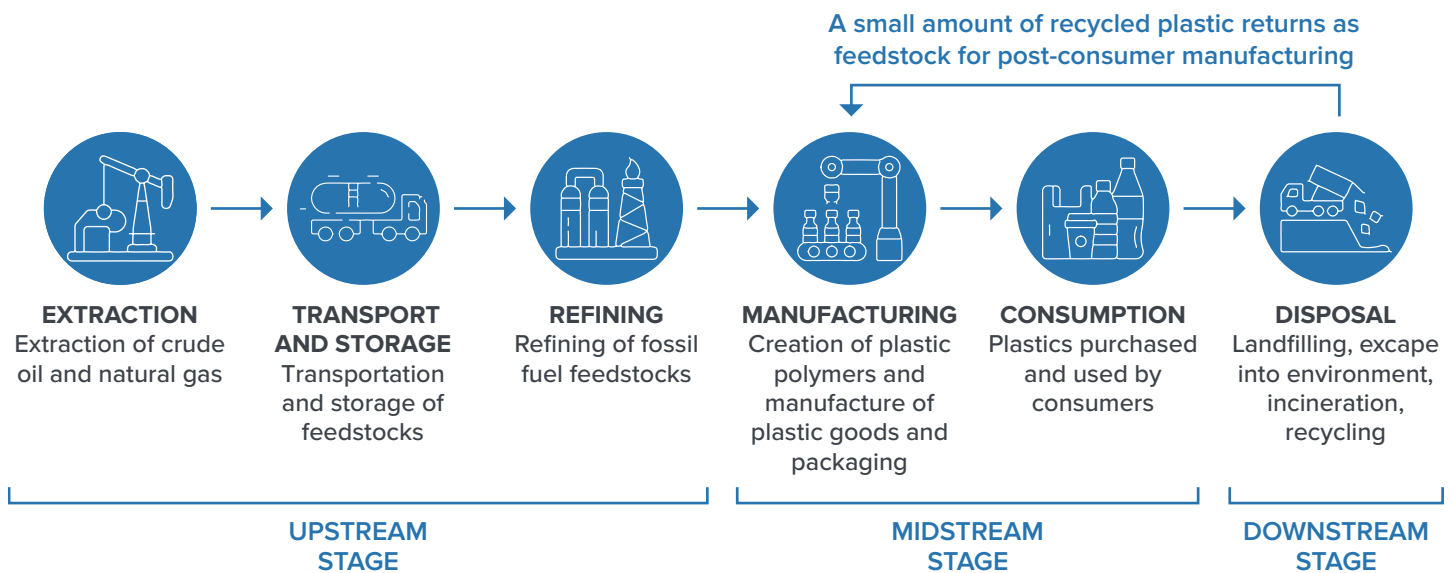 A small amount of recycled plastic returns as
feedstock for post-consumer manufacturing
EXTRACTION
Extraction of crude
oil and natural gas
TRANSPORT
AND STORAGE
Transportation
and storage of
feedstocks
REFINING
Refining of fossil
fuel feedstocks
MANUFACTURING
Creation of plastic
polymers and
manufacture of
plastic goods and
packaging
CONSUMPTION
Plastics purchased
and used by
consumers
DISPOSAL
Landfilling, excape
into environment,
incineration,
recycling
UPSTREAM
STAGE
MIDSTREAM
STAGE
DOWNSTREAM
STAGE